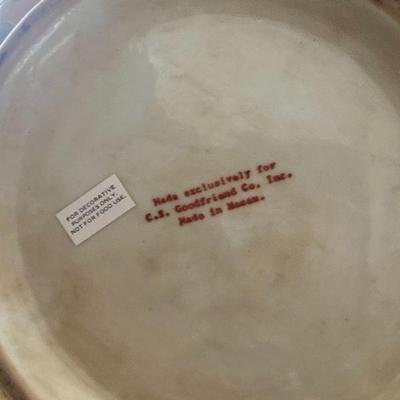 FOR DECORATIVE
PURPOSES ONLY.
NOT FOR FOOD USE.
Made exclusively for
C.S. Goodfriend Co. Inc.
Made in Macau.